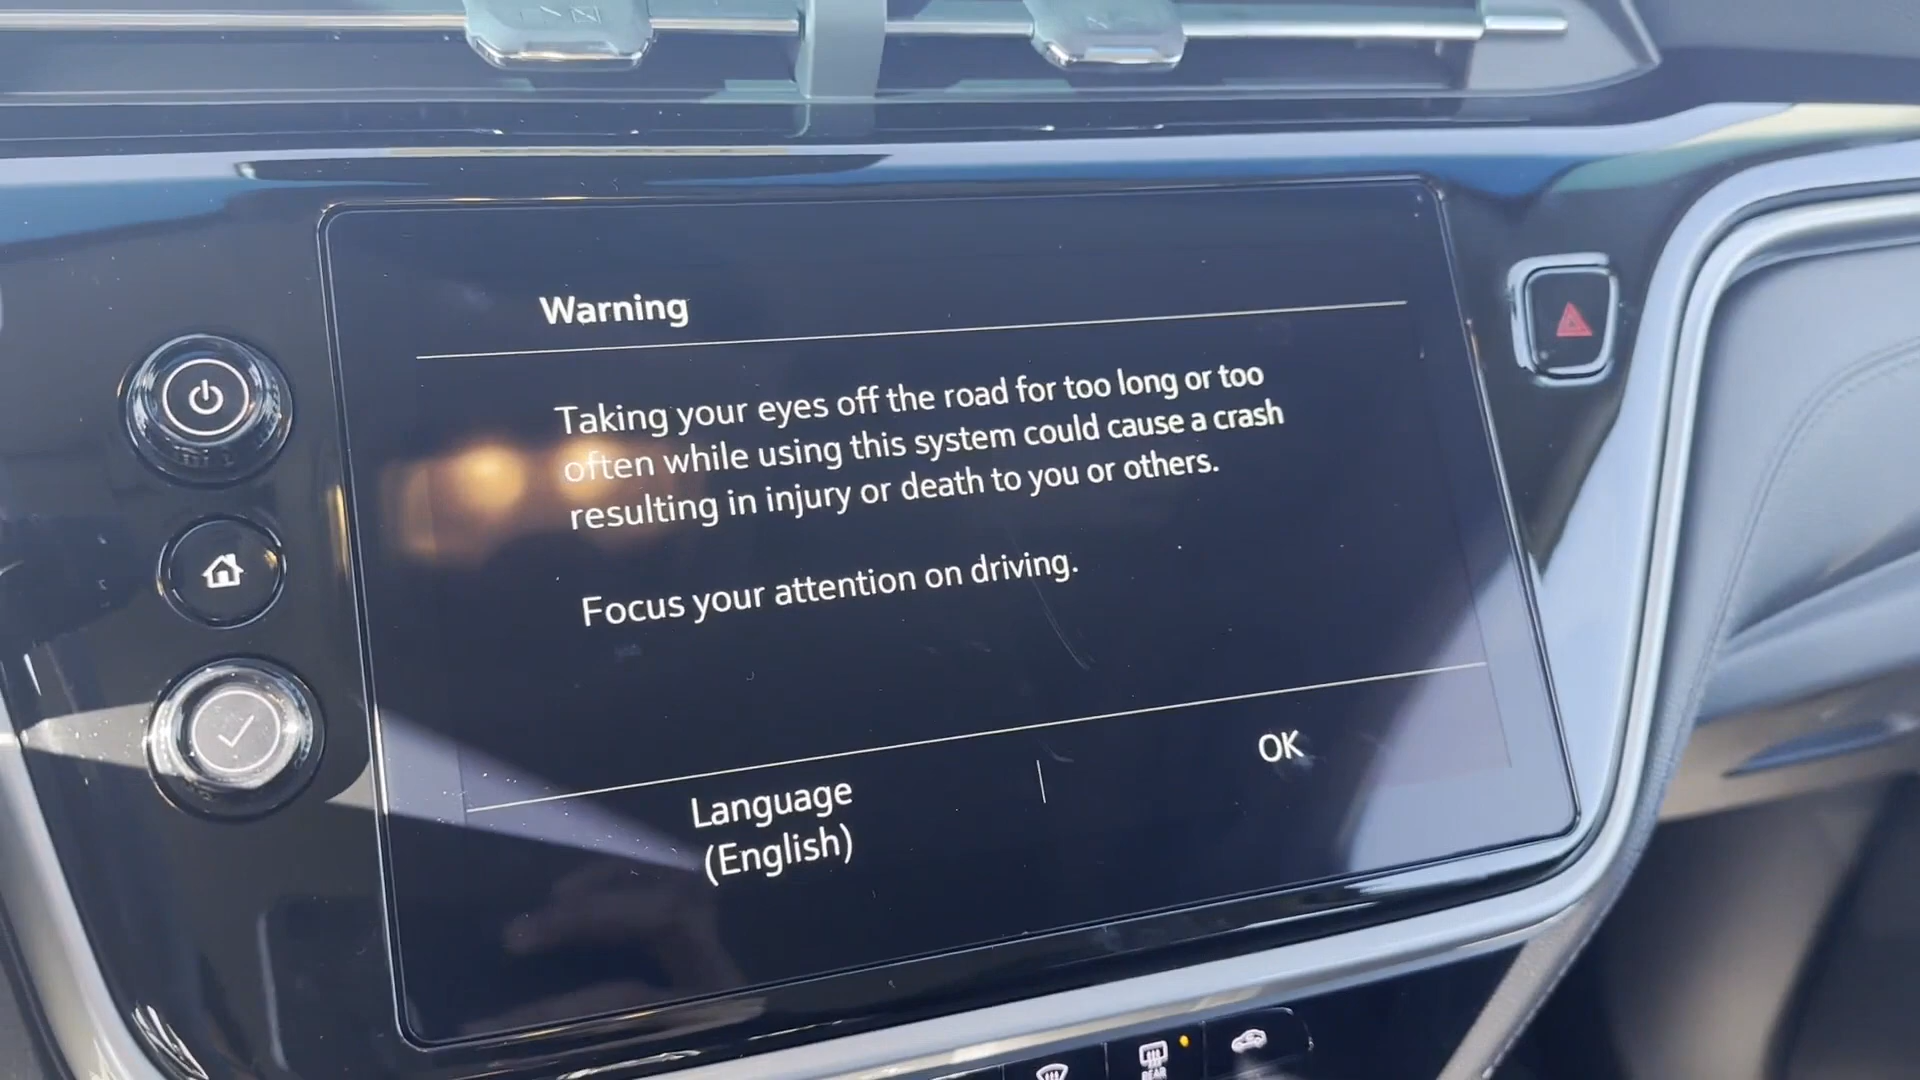 Warning
Taking your eyes off the road for too long or too
often while using this system could cause a crash
resulting in injury or death to you or others.
Focus your attention on driving.
Language
(English)
OK
REAR